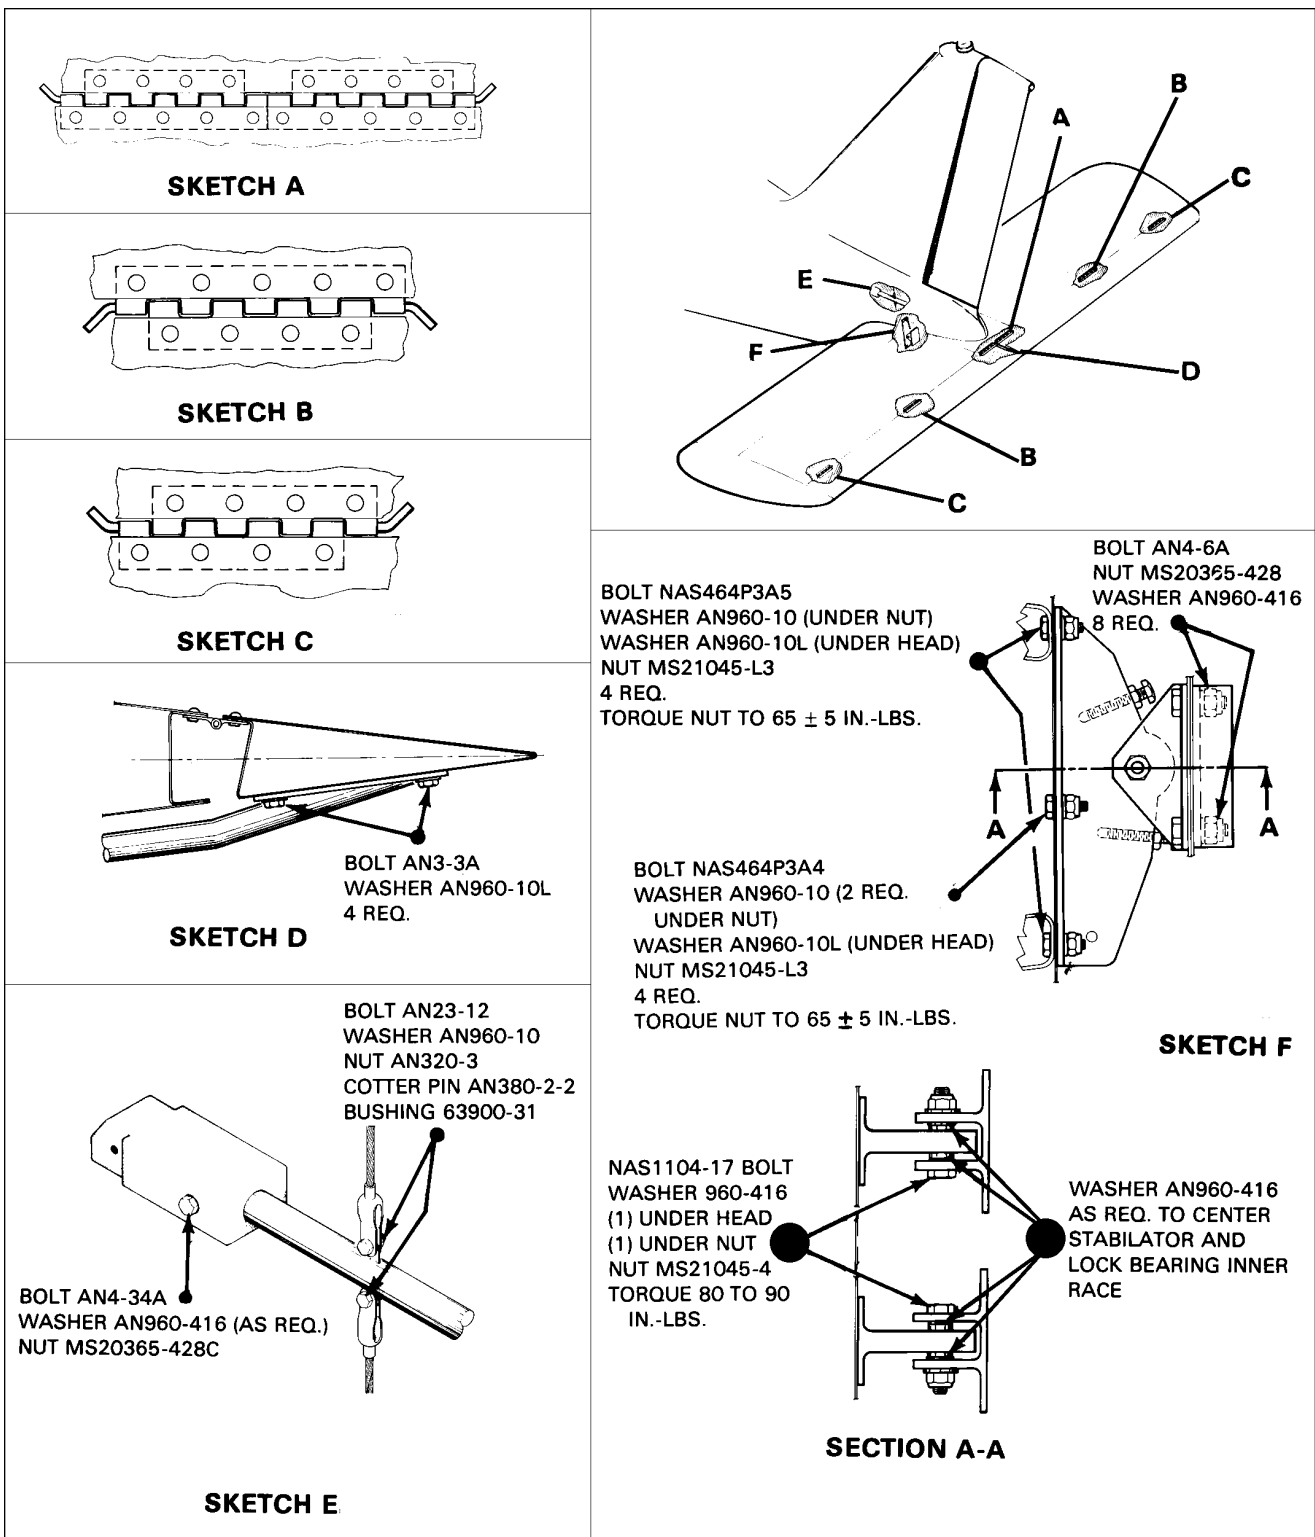 SKETCH A
SKETCH B
SKETCH C
BOLT AN3-3A
WASHER AN960-10L
4 REQ.
SKETCH D
BOLT AN23-12
WASHER AN960-10
NUT AN320-3
COTTER PIN AN380-2-2
BUSHING 63900-31
BOLT AN4-34A
WASHER AN960-416 (AS REQ.)
NUT MS20365-428C
SKETCH E
B
A
C
E
F
D
B
C
BOLT NAS464P3A5
WASHER AN960-10 (UNDER NUT)
WASHER AN960-10L (UNDER HEAD)
NUT MS21045-L3
4 REQ.
TORQUE NUT TO 65 ± 5 IN.-LBS.
BOLT AN4-6A
NUT MS20365-428
WASHER AN960-416
8 REQ.
A
A
BOLT NAS464P3A4
WASHER AN960-10 (2 REQ.
UNDER NUT)
WASHER AN960-10L (UNDER HEAD)
NUT MS21045-L3
4 REQ.
TORQUE NUT TO 65 ± 5 IN.-LBS.
SKETCH F
NAS1104-17 BOLT
WASHER 960-416
(1) UNDER HEAD
(1) UNDER NUT
NUT MS21045-4
TORQUE 80 TO 90
IN.-LBS.
WASHER AN960-416
AS REQ. TO CENTER
STABILATOR AND
LOCK BEARING INNER
RACE
SECTION A-A